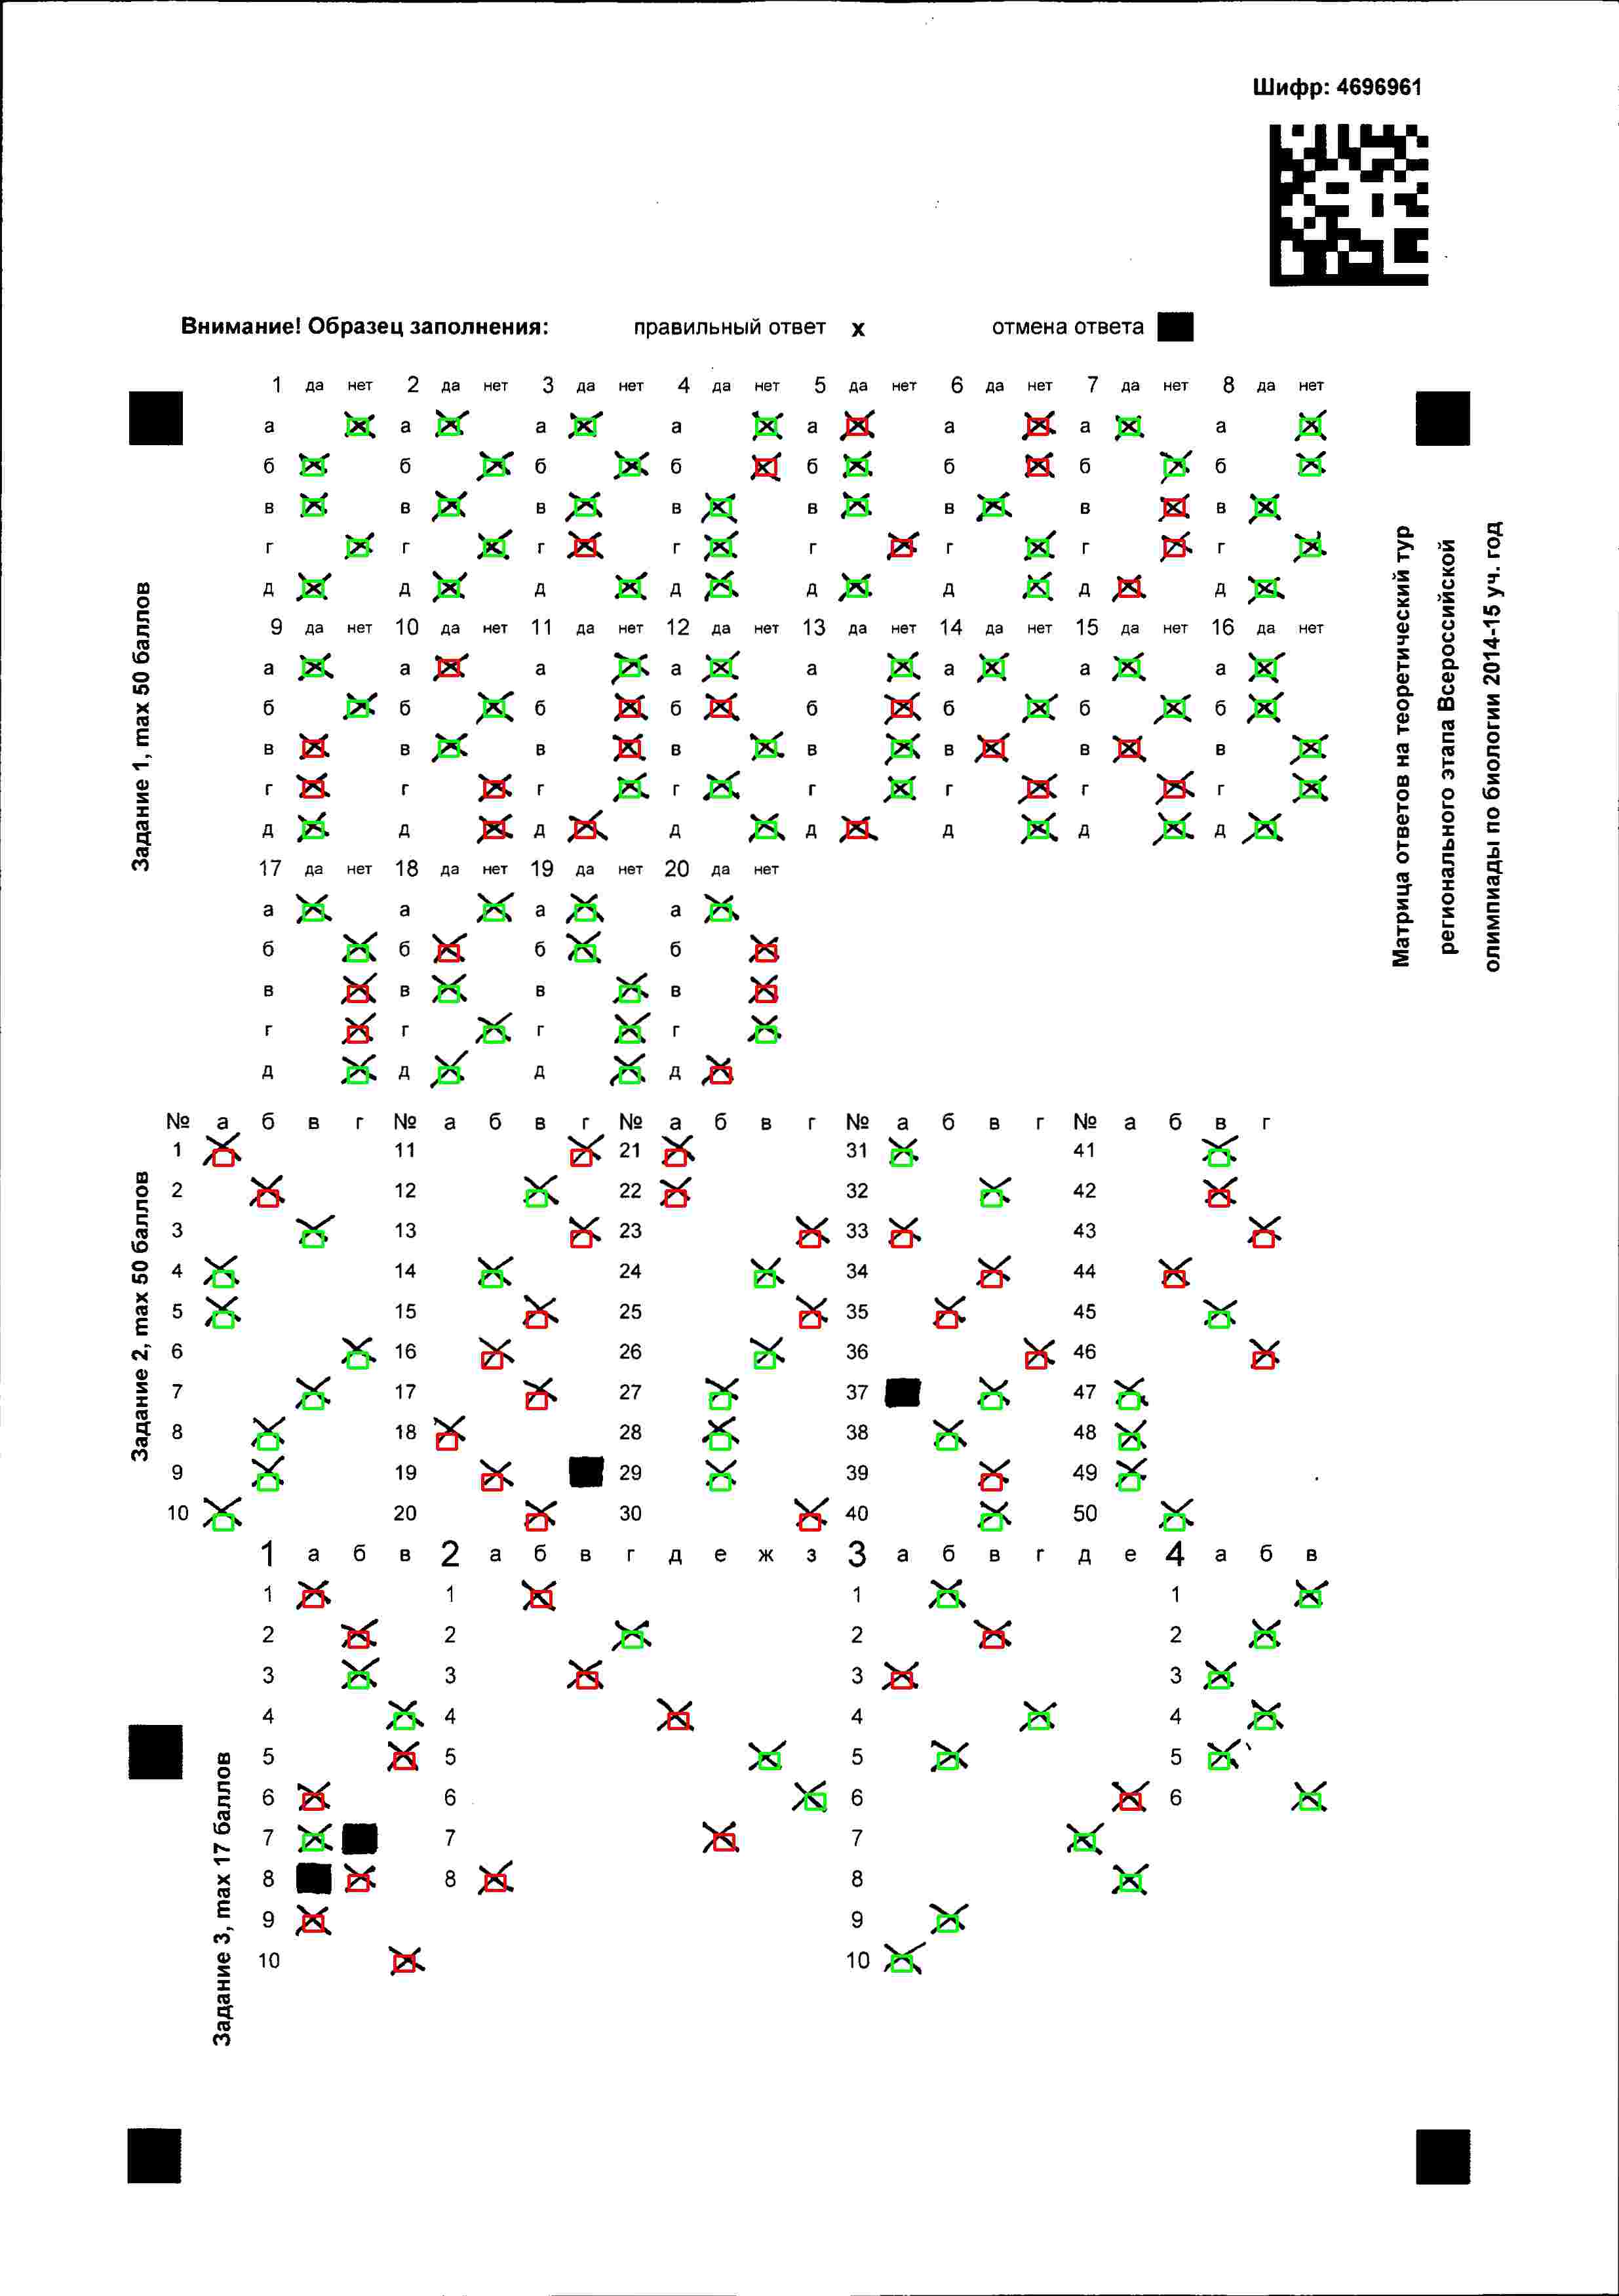 Шифр: 4696961
Внимание! Образец заполнения: правильный ответ x отмена ответа
1 да нет 2 да нет 3 да нет 4 да нет 5 да нет 6 да нет 7 да нет 8 да нет
а а а а а а а а
б б б б б б б б
в в в в в в в в
г г г г г г г г
д д д д д д д д
9 да нет 10 да нет 11 да нет 12 да нет 13 да нет 14 да нет 15 да нет 16 да нет
а а а а а а а а
б б б б б б б б
в в в в в в в в
г г г г г г г г
д д д д д д д д
17 да нет 18 да нет 19 да нет 20 да нет
а а а а
б б б б
в в в в
г г г г
д д д д
Задание 1, max 50 баллов
Матрица ответов на теоретический тур
регионального этапа Всероссийской
олимпиады по биологии 2014-15 уч. год
№ а б в г № а б в г № а б в г № а б в г № а б в г
1 11 21 31 41
2 12 22 32 42
3 13 23 33 43
4 14 24 34 44
5 15 25 35 45
6 16 26 36 46
7 17 27 37 47
8 18 28 38 48
9 19 29 39 49
10 20 30 40 50
Задание 2, max 50 баллов
1 а б в 2 а б в г д е ж з 3 а б в г д е 4 а б в
1 1 1 1
2 2 2 2
3 3 3 3
4 4 4 4
5 5 5 5
6 6 6 6
7 7 7
8 8 8
9 9
10 10
Задание 3, max 17 баллов